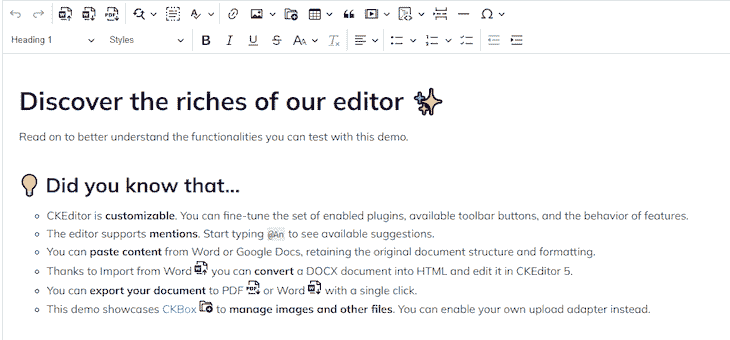 Heading 1 Styles B I U S
Discover the riches of our editor
Read on to better understand the functionalities you can test with this demo.
Did you know that...
CKEditor is customizable. You can fine-tune the set of enabled plugins, available toolbar buttons, and the behavior of features.
The editor supports mentions. Start typing @An to see available suggestions.
You can paste content from Word or Google Docs, retaining the original document structure and formatting.
Thanks to Import from Word you can convert a DOCX document into HTML and edit it in CKEditor 5.
You can export your document to PDF or Word with a single click.
This demo showcases CKBox to manage images and other files. You can enable your own upload adapter instead.